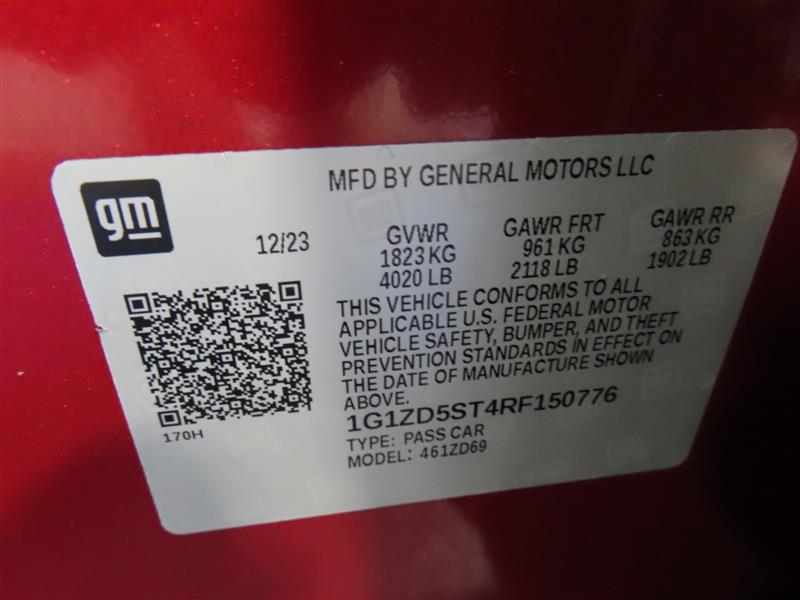 MFD BY GENERAL MOTORS LLC
gm
12/23
GVWR GAWR FRT GAWR RR
1823 KG 961 KG 863 KG
4020 LB 2118 LB 1902 LB
THIS VEHICLE CONFORMS TO ALL
APPLICABLE U.S. FEDERAL MOTOR
VEHICLE SAFETY, BUMPER, AND THEFT
PREVENTION STANDARDS IN EFFECT ON
THE DATE OF MANUFACTURE SHOWN
ABOVE.
1G1ZD5ST4RF150776
170H
TYPE: PASS CAR
MODEL: 461ZD69